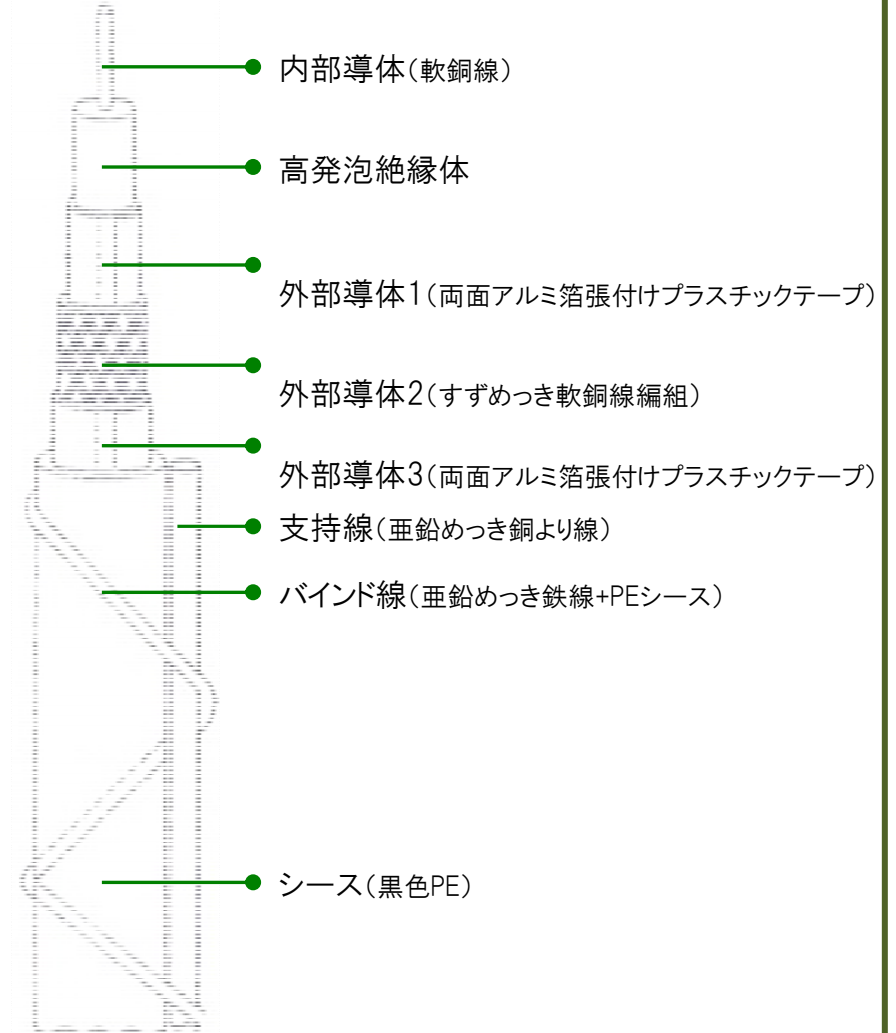 内部導体（軟銅線）
高発泡絶縁体
外部導体1（両面アルミ箔張付けプラスチックテープ）
外部導体2（すずめっき軟銅線編組）
外部導体3（両面アルミ箔張付けプラスチックテープ）
支持線（亜鉛めっき銅より線）
バインド線（亜鉛めっき鉄線+PEシース）
シース（黒色PE）